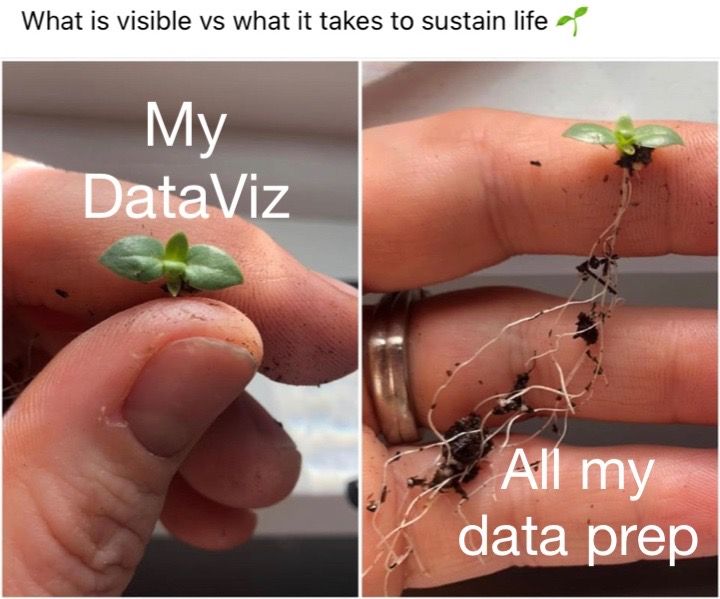 What is visible vs what it takes to sustain life 🌱
My
DataViz
All my
data prep